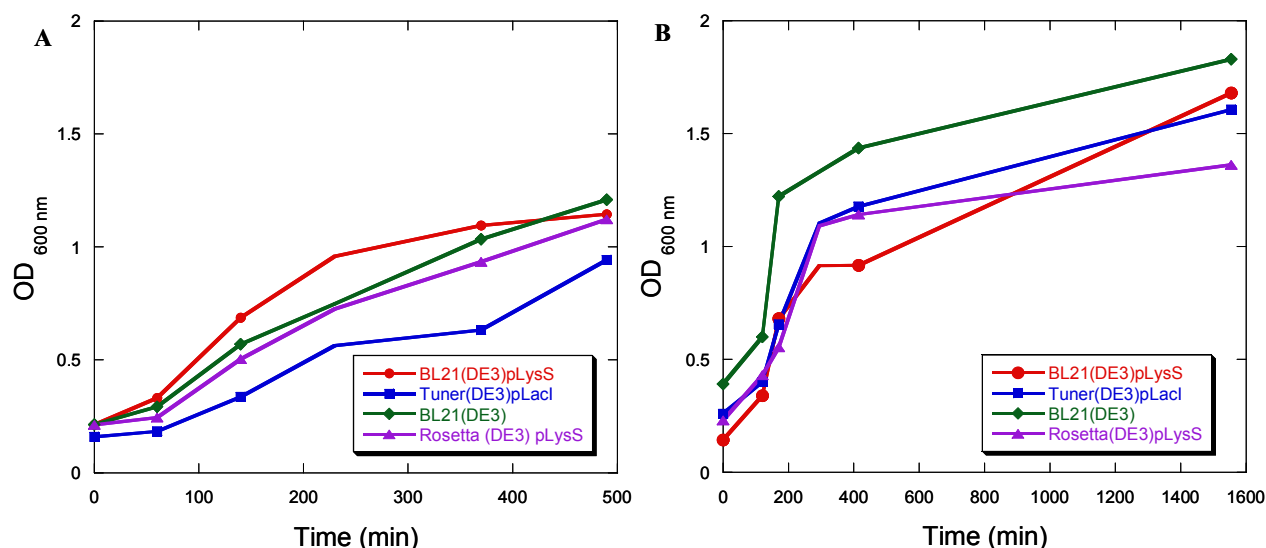 A
2
1.5
1
0.5
0
OD 600 nm
0 100 200 300 400 500
Time (min)
BL21(DE3)pLysS
Tuner(DE3)pLacI
BL21(DE3)
Rosetta (DE3) pLysS
B
2
1.5
1
0.5
0
OD 600 nm
0 200 400 600 800 1000 1200 1400 1600
Time (min)
BL21(DE3)pLysS
Tuner(DE3)pLacI
BL21(DE3)
Rosetta(DE3)pLysS